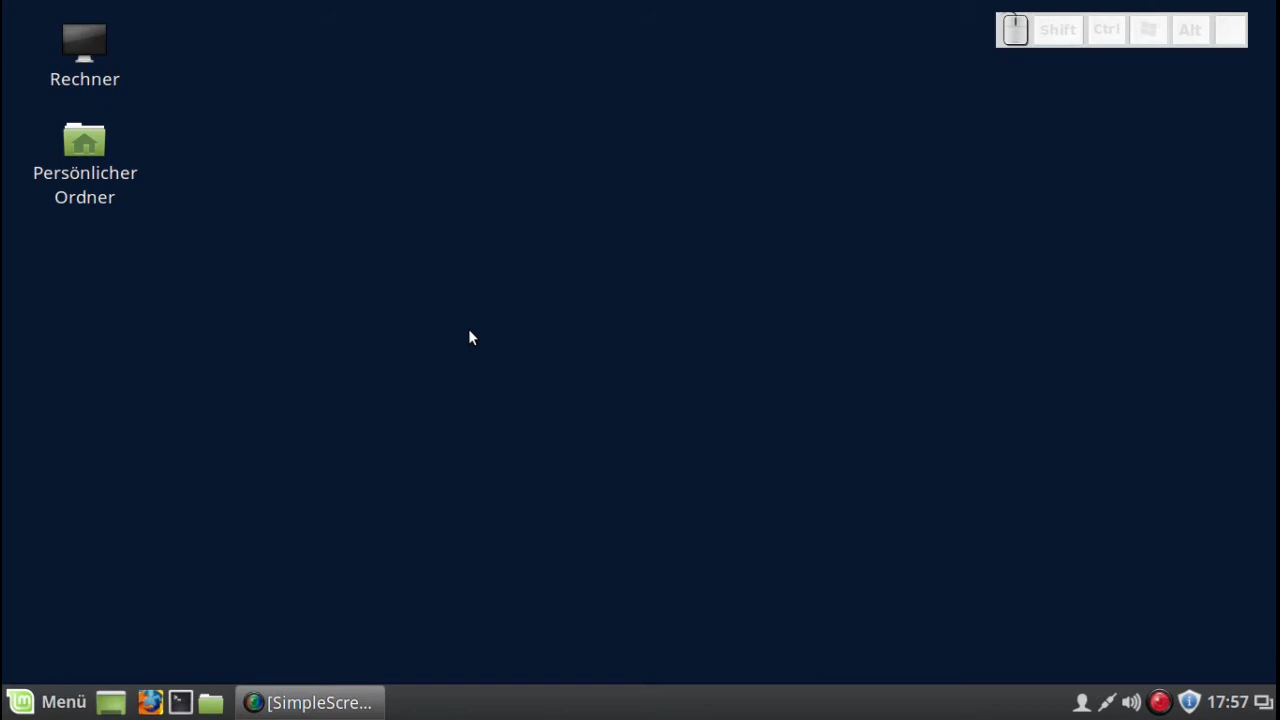 Rechner
Persönlicher
Ordner
Shift Ctrl Alt
Menü
[SimpleScre...
17:57